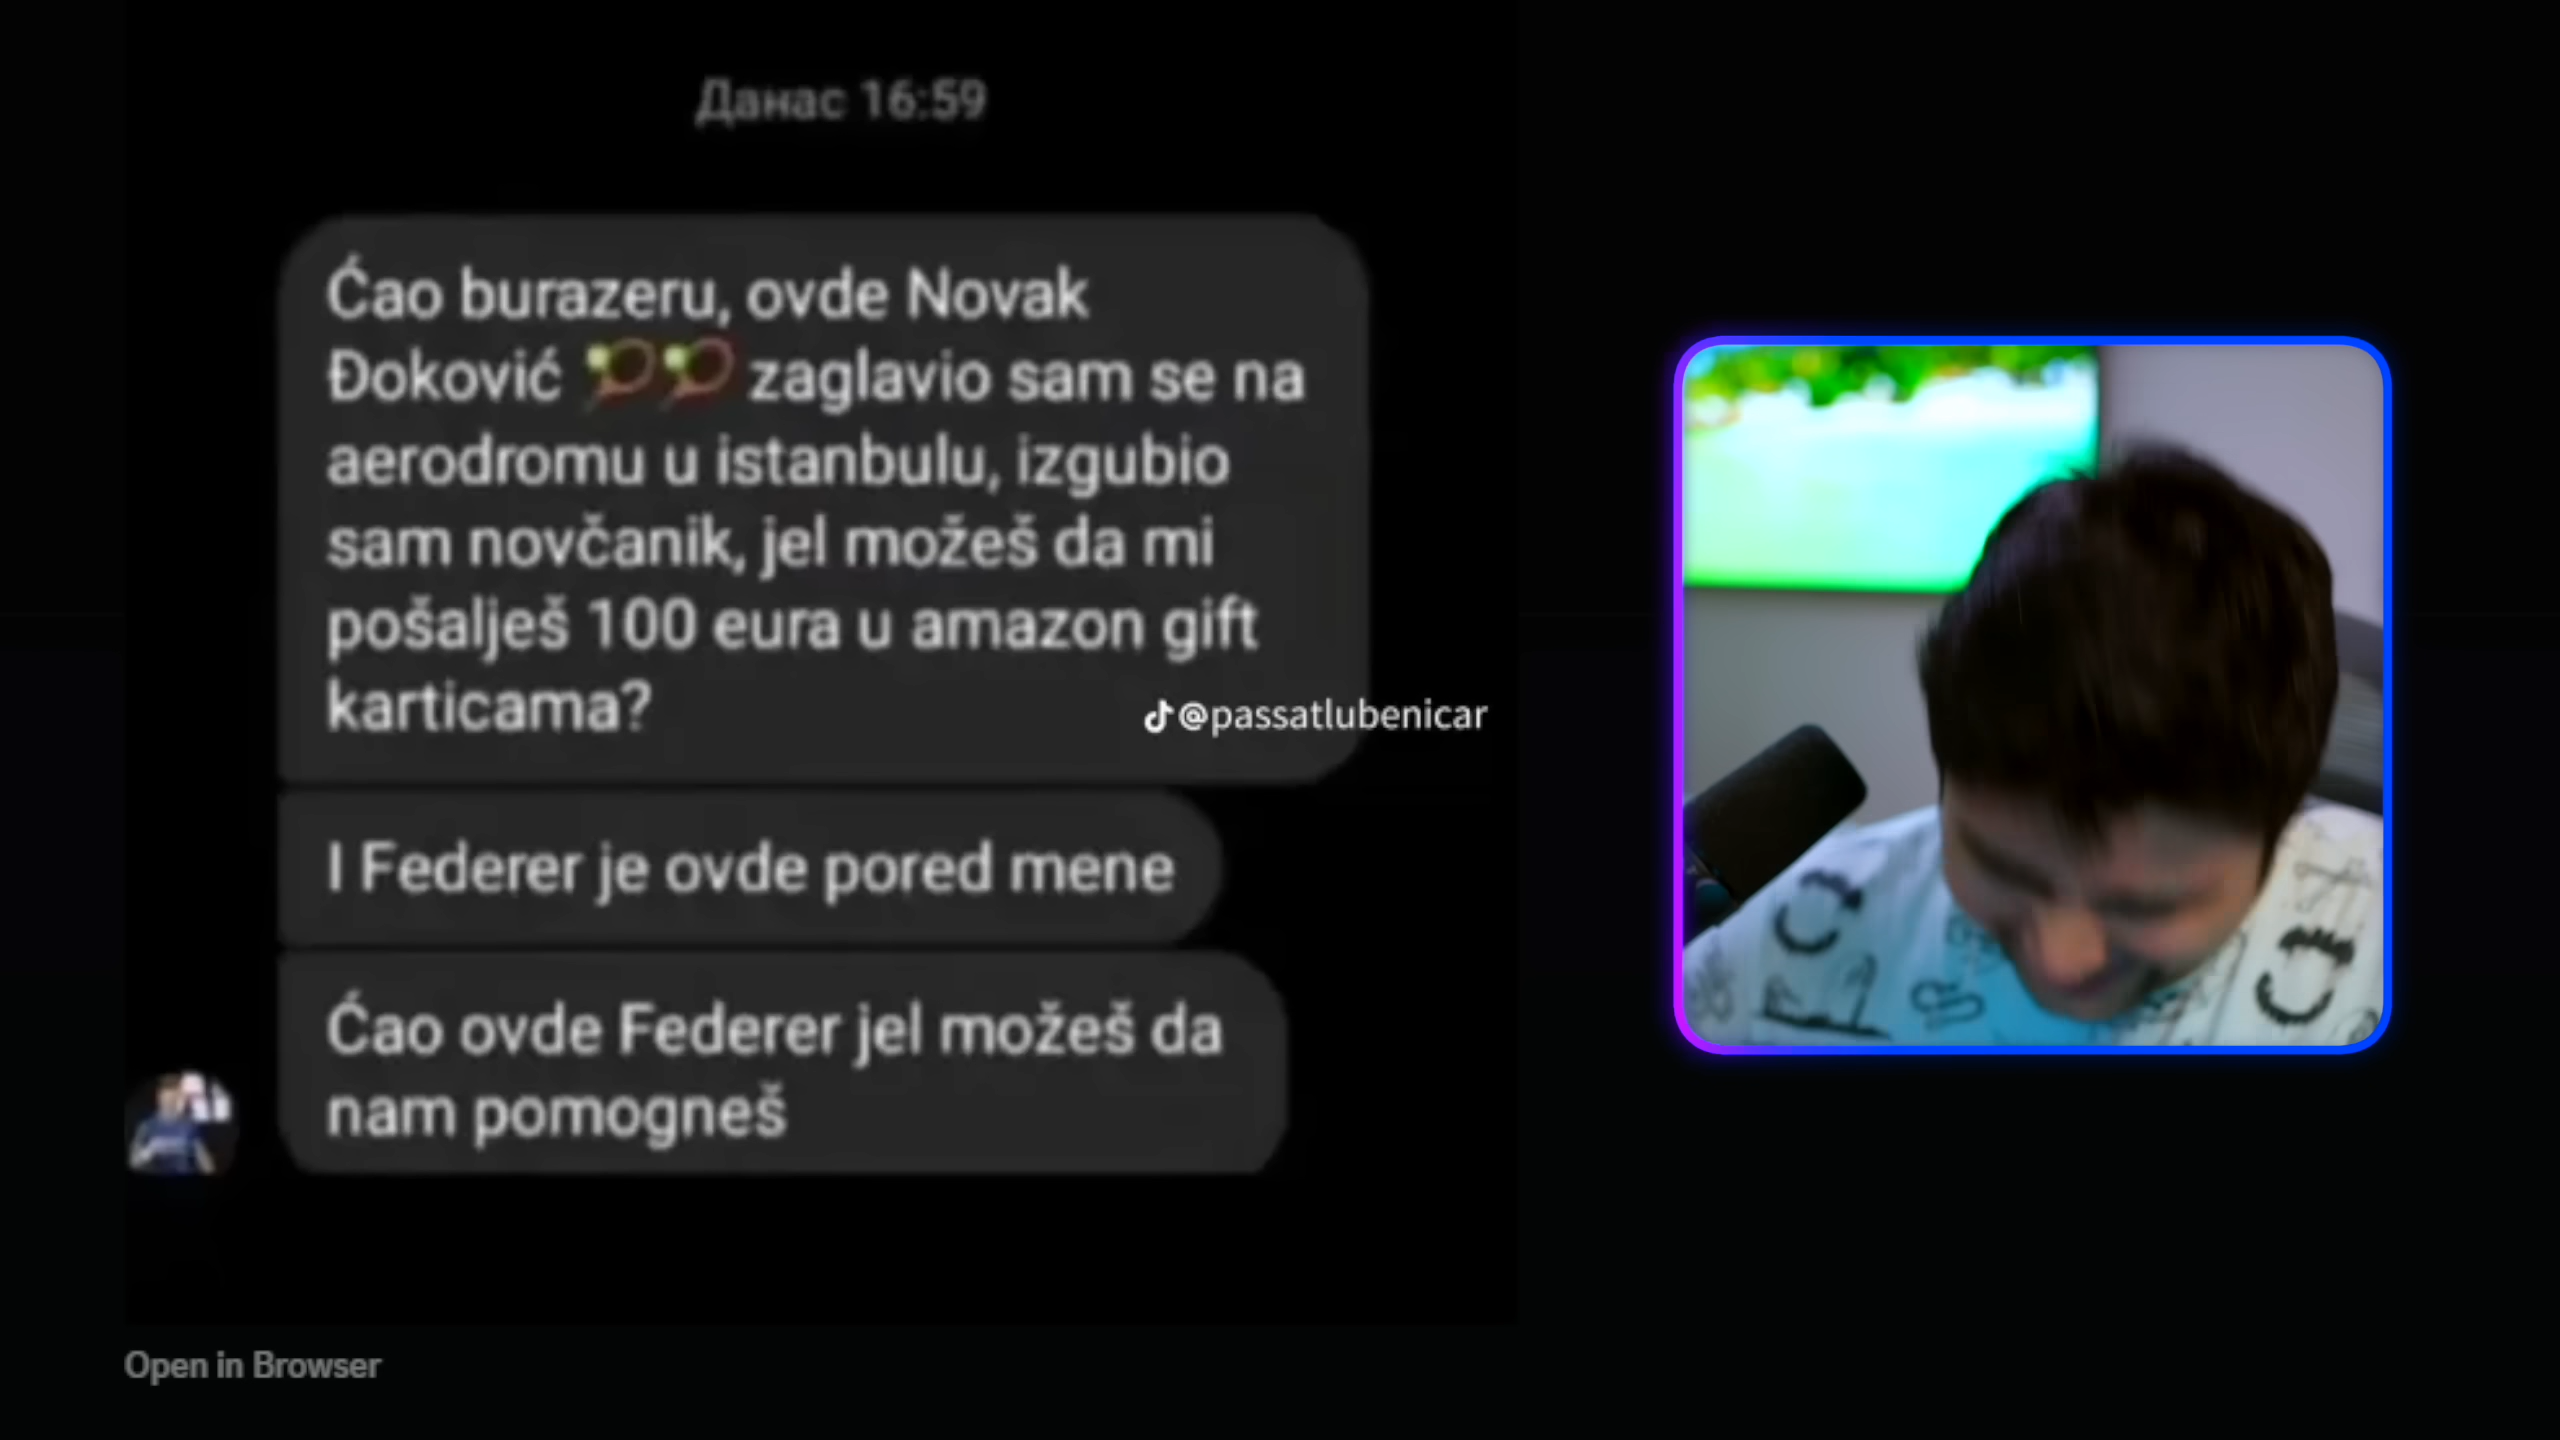 Данас 16:59
Ćao burazeru, ovde Novak
Đoković 🎾🎾 zaglavio sam se na
aerodromu u istanbulu, izgubio
sam novčanik, jel možeš da mi
pošalješ 100 eura u amazon gift
karticama?
@passatlubenicar
I Federer je ovde pored mene
Ćao ovde Federer jel možeš da
nam pomogneš
Open in Browser